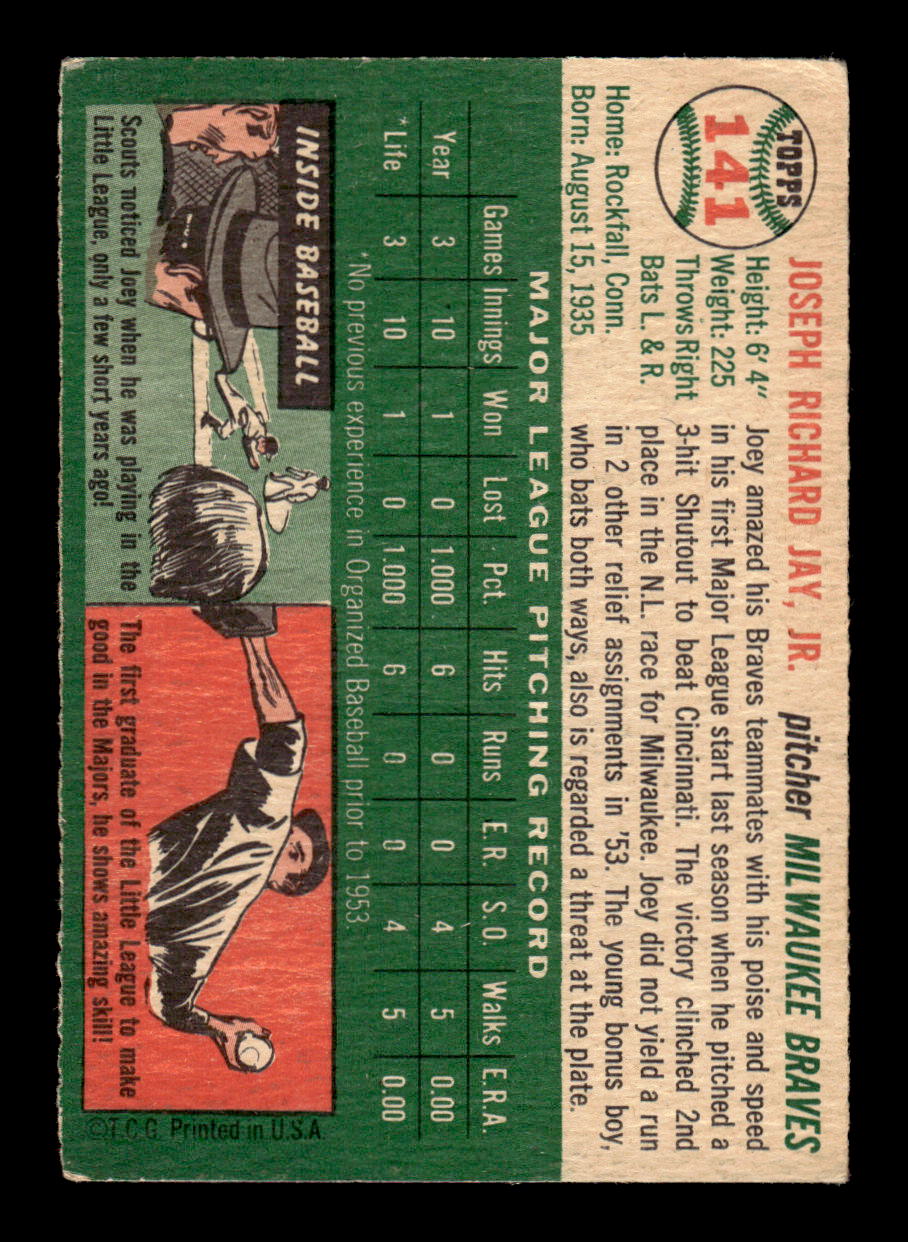 TOPPS
141
JOSEPH RICHARD JAY, JR. pitcher MILWAUKEE BRAVES
Height: 6' 4"
Weight: 225
Throws Right
Bats L. & R.
Home: Rockfall, Conn.
Born: August 15, 1935
Joey amazed his Braves teammates with his poise and speed
in his first Major League start last season when he pitched a
3-hit Shutout to beat Cincinnati. The victory clinched 2nd
place in the N.L. race for Milwaukee. Joey did not yield a run
in 2 other relief assignments in '53. The young bonus boy,
who bats both ways, also is regarded a threat at the plate.
MAJOR LEAGUE PITCHING RECORD
Games Innings Won Lost Pct. Hits Runs E.R. S.O. Walks E.R.A.
Year 3 10 1 0 1.000 6 0 0 4 5 0.00
*Life 3 10 1 0 1.000 6 0 0 4 5 0.00
*No previous experience in Organized Baseball prior to 1953
INSIDE BASEBALL
Scouts noticed Joey when he was playing in the
Little League, only a few short years ago!
The first graduate of the Little League to make
good in the Majors, he shows amazing skill!
©T.C.G. Printed in U.S.A.